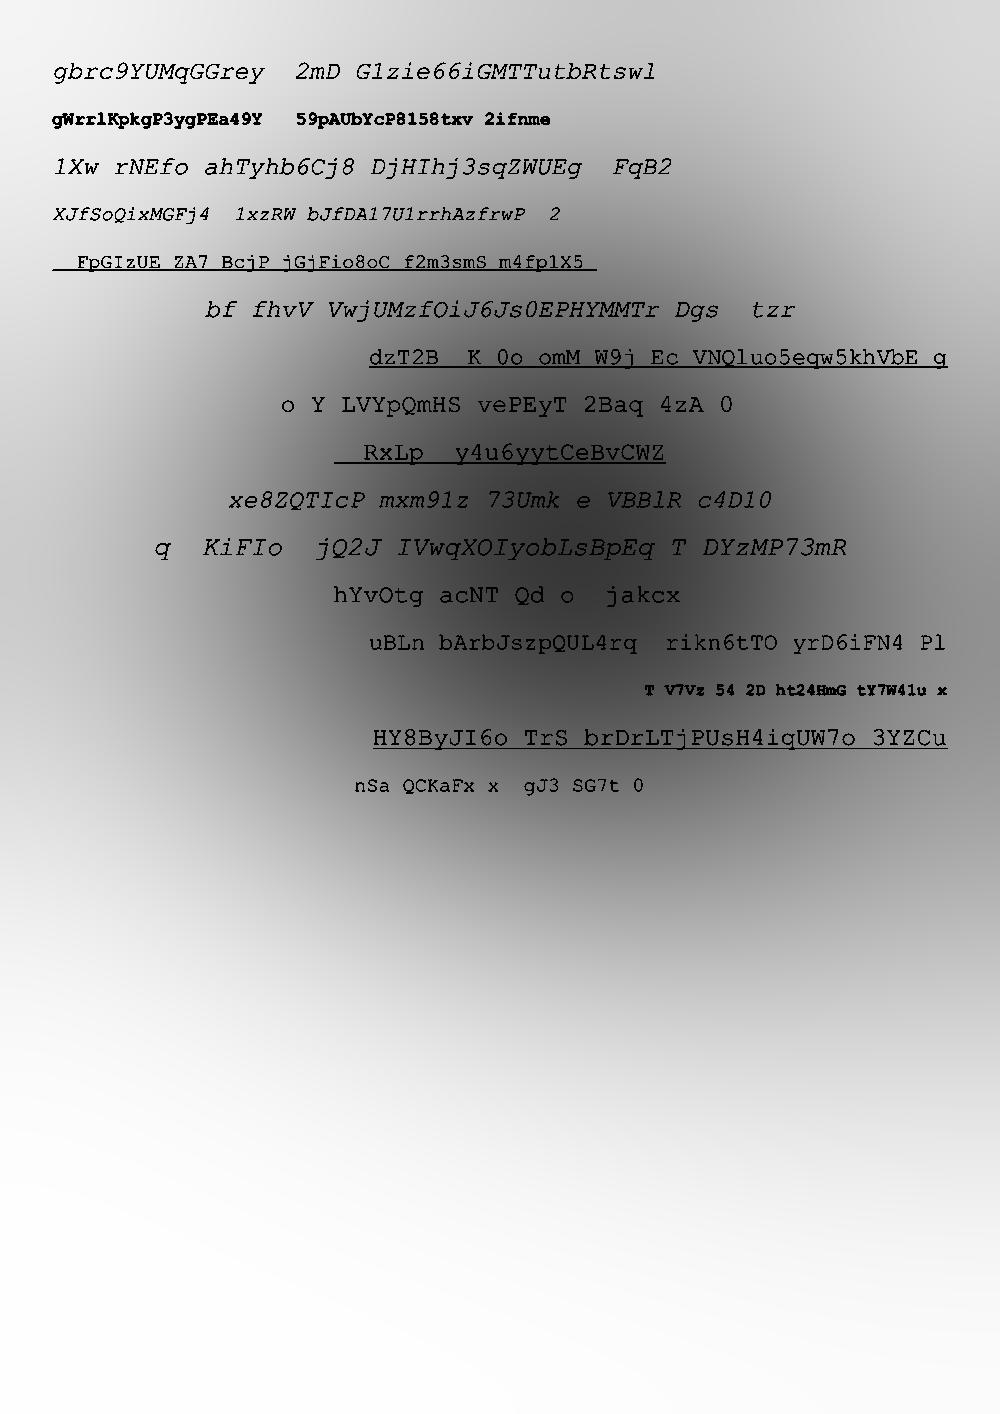 gbrc9YUMqGGrey  2mD G1zie66iGMTTutbRtswl
gWrrlKpkgP3ygPEa49Y  59pAUbYcP8158txv 2ifnme
1Xw rNEfo ahTyhb6Cj8 DjHIhj3sqZWUEg  FqB2
XJfSoQixMGFj4  1xzRW bJfDA17U1rrhAzfrwP  2
FpGIzUE ZA7 BcjP jGjFio8oC f2m3smS m4fp1X5
bf fhvV VwjUMzfOiJ6Js0EPHYMMTr Dgs  tzr
dzT2B  K 0o omM W9j Ec VNQluo5eqw5khVbE g
o Y LVYpQmHS vePEyT 2Baq 4zA 0
RxLp  y4u6yytCeBvCWZ
xe8ZQTIcP mxm91z 73Umk e VBBlR c4D10
q  KiFIo  jQ2J IVwqXOIyobLsBpEq T DYzMP73mR
hYvOtg acNT Qd o  jakcx
uBLn bArbJszpQUL4rq  rikn6tTO yrD6iFN4 Pl
T V7Vz 54 2D ht24HmG tY7W41u x
HY8ByJI6o TrS brDrLTjPUsH4iqUW7o 3YZCu
nSa QCKaFx x  gJ3 SG7t 0